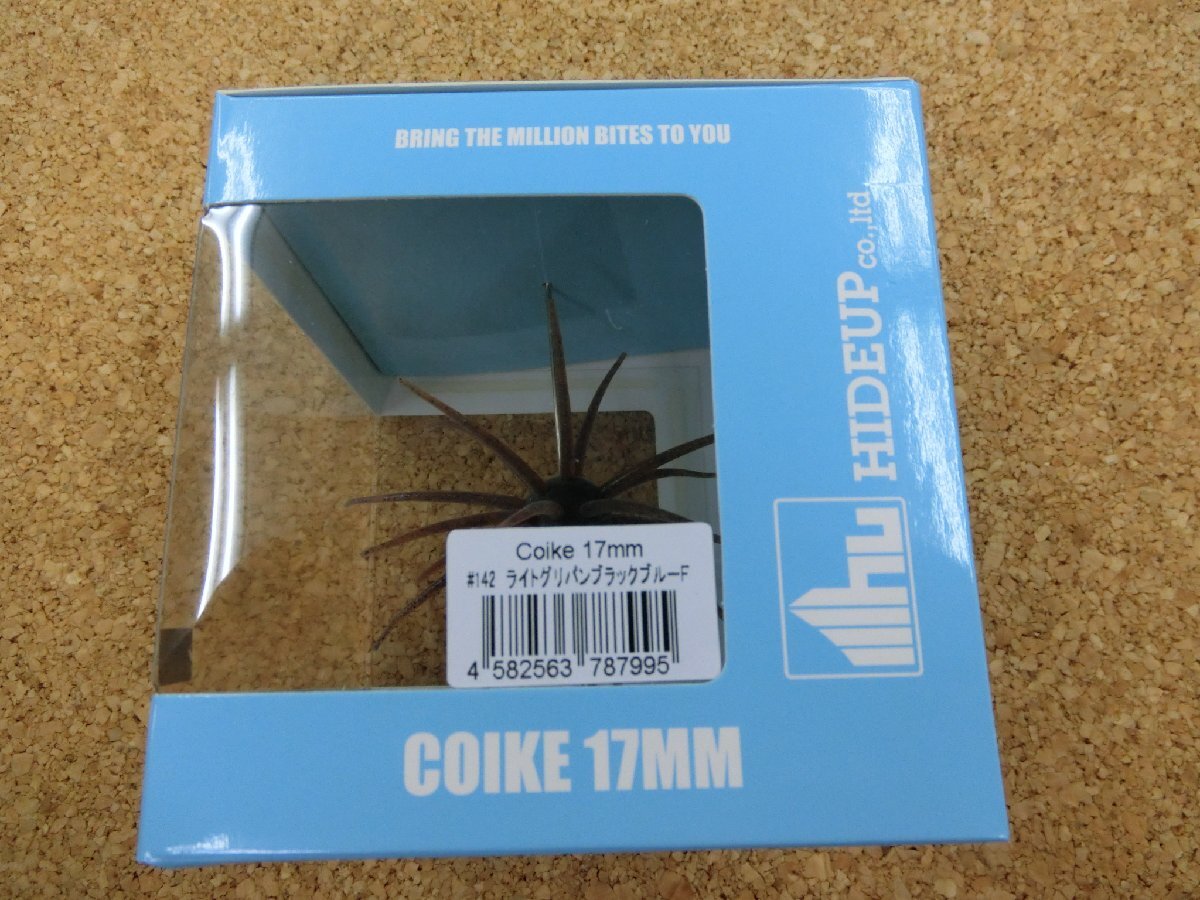 BRING THE MILLION BITES TO YOU
HIDEUP co.,ltd.
Coike 17mm
#142 ライトグリパンブラックブルーF
4 582563 787995
COIKE 17MM